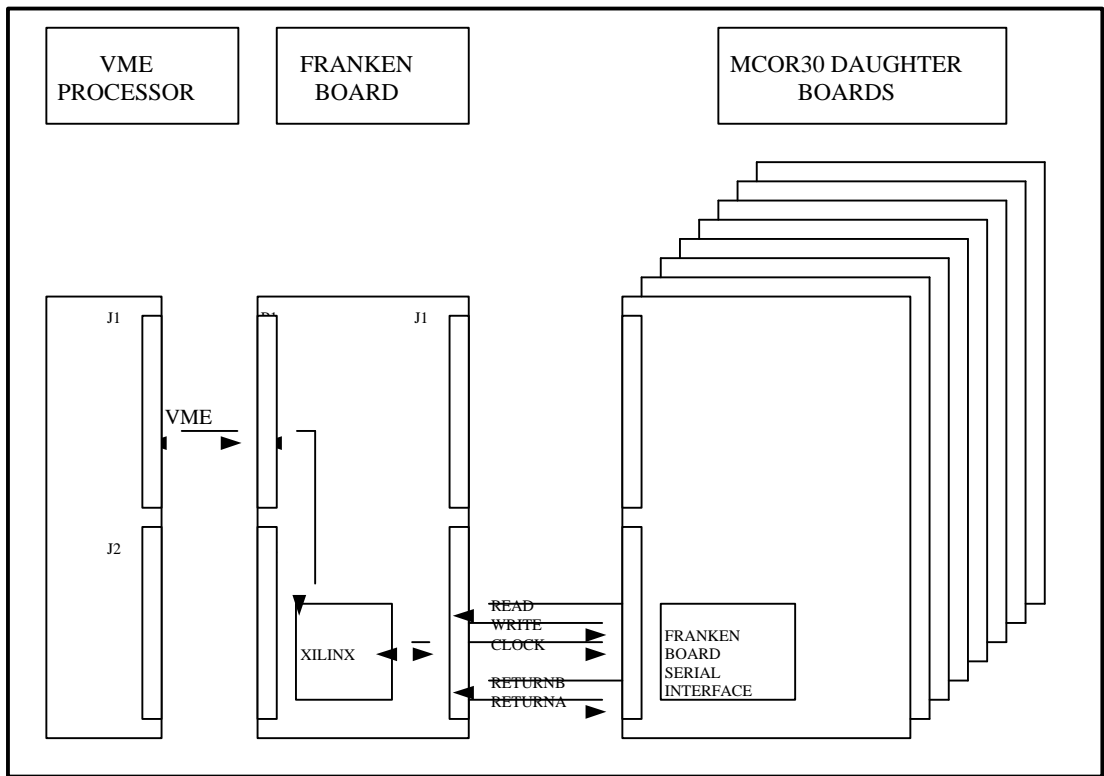 VME
PROCESSOR
FRANKEN
BOARD
MCOR30 DAUGHTER
BOARDS
J1
J1
VME
J2
READ
WRITE
CLOCK
XILINX
RETURNB
RETURNA
FRANKEN
BOARD
SERIAL
INTERFACE